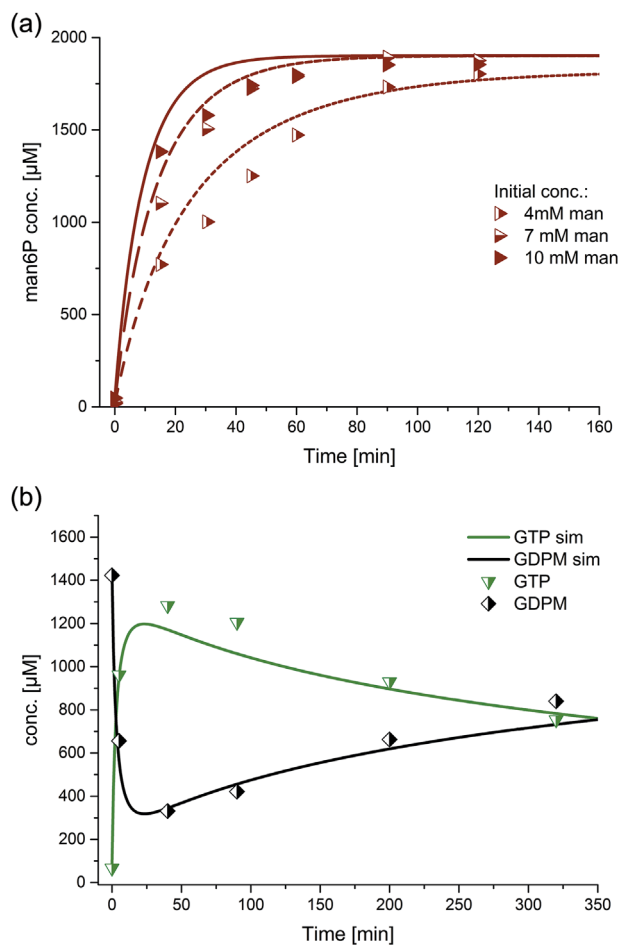 (a)
2000
1500
1000
500
0
man6P conc. [µM]
Initial conc.:
4mM man
7 mM man
10 mM man
0 20 40 60 80 100 120 140 160
Time [min]
(b)
1600
1400
1200
1000
800
600
400
200
0
conc. [µM]
GTP sim
GDPM sim
GTP
GDPM
0 50 100 150 200 250 300 350
Time [min]